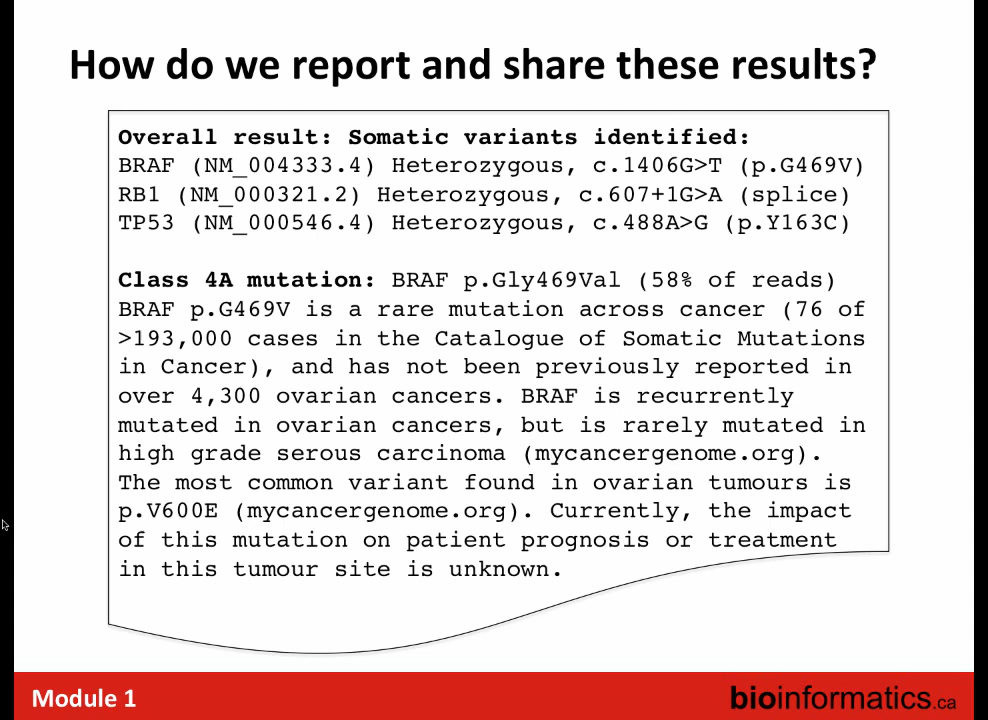 How do we report and share these results?
Overall result: Somatic variants identified:
BRAF (NM_004333.4) Heterozygous, c.1406G>T (p.G469V)
RB1 (NM_000321.2) Heterozygous, c.607+1G>A (splice)
TP53 (NM_000546.4) Heterozygous, c.488A>G (p.Y163C)
Class 4A mutation: BRAF p.Gly469Val (58% of reads)
BRAF p.G469V is a rare mutation across cancer (76 of
>193,000 cases in the Catalogue of Somatic Mutations
in Cancer), and has not been previously reported in
over 4,300 ovarian cancers. BRAF is recurrently
mutated in ovarian cancers, but is rarely mutated in
high grade serous carcinoma (mycancergenome.org).
The most common variant found in ovarian tumours is
p.V600E (mycancergenome.org). Currently, the impact
of this mutation on patient prognosis or treatment
in this tumour site is unknown.
Module 1
bioinformatics.ca